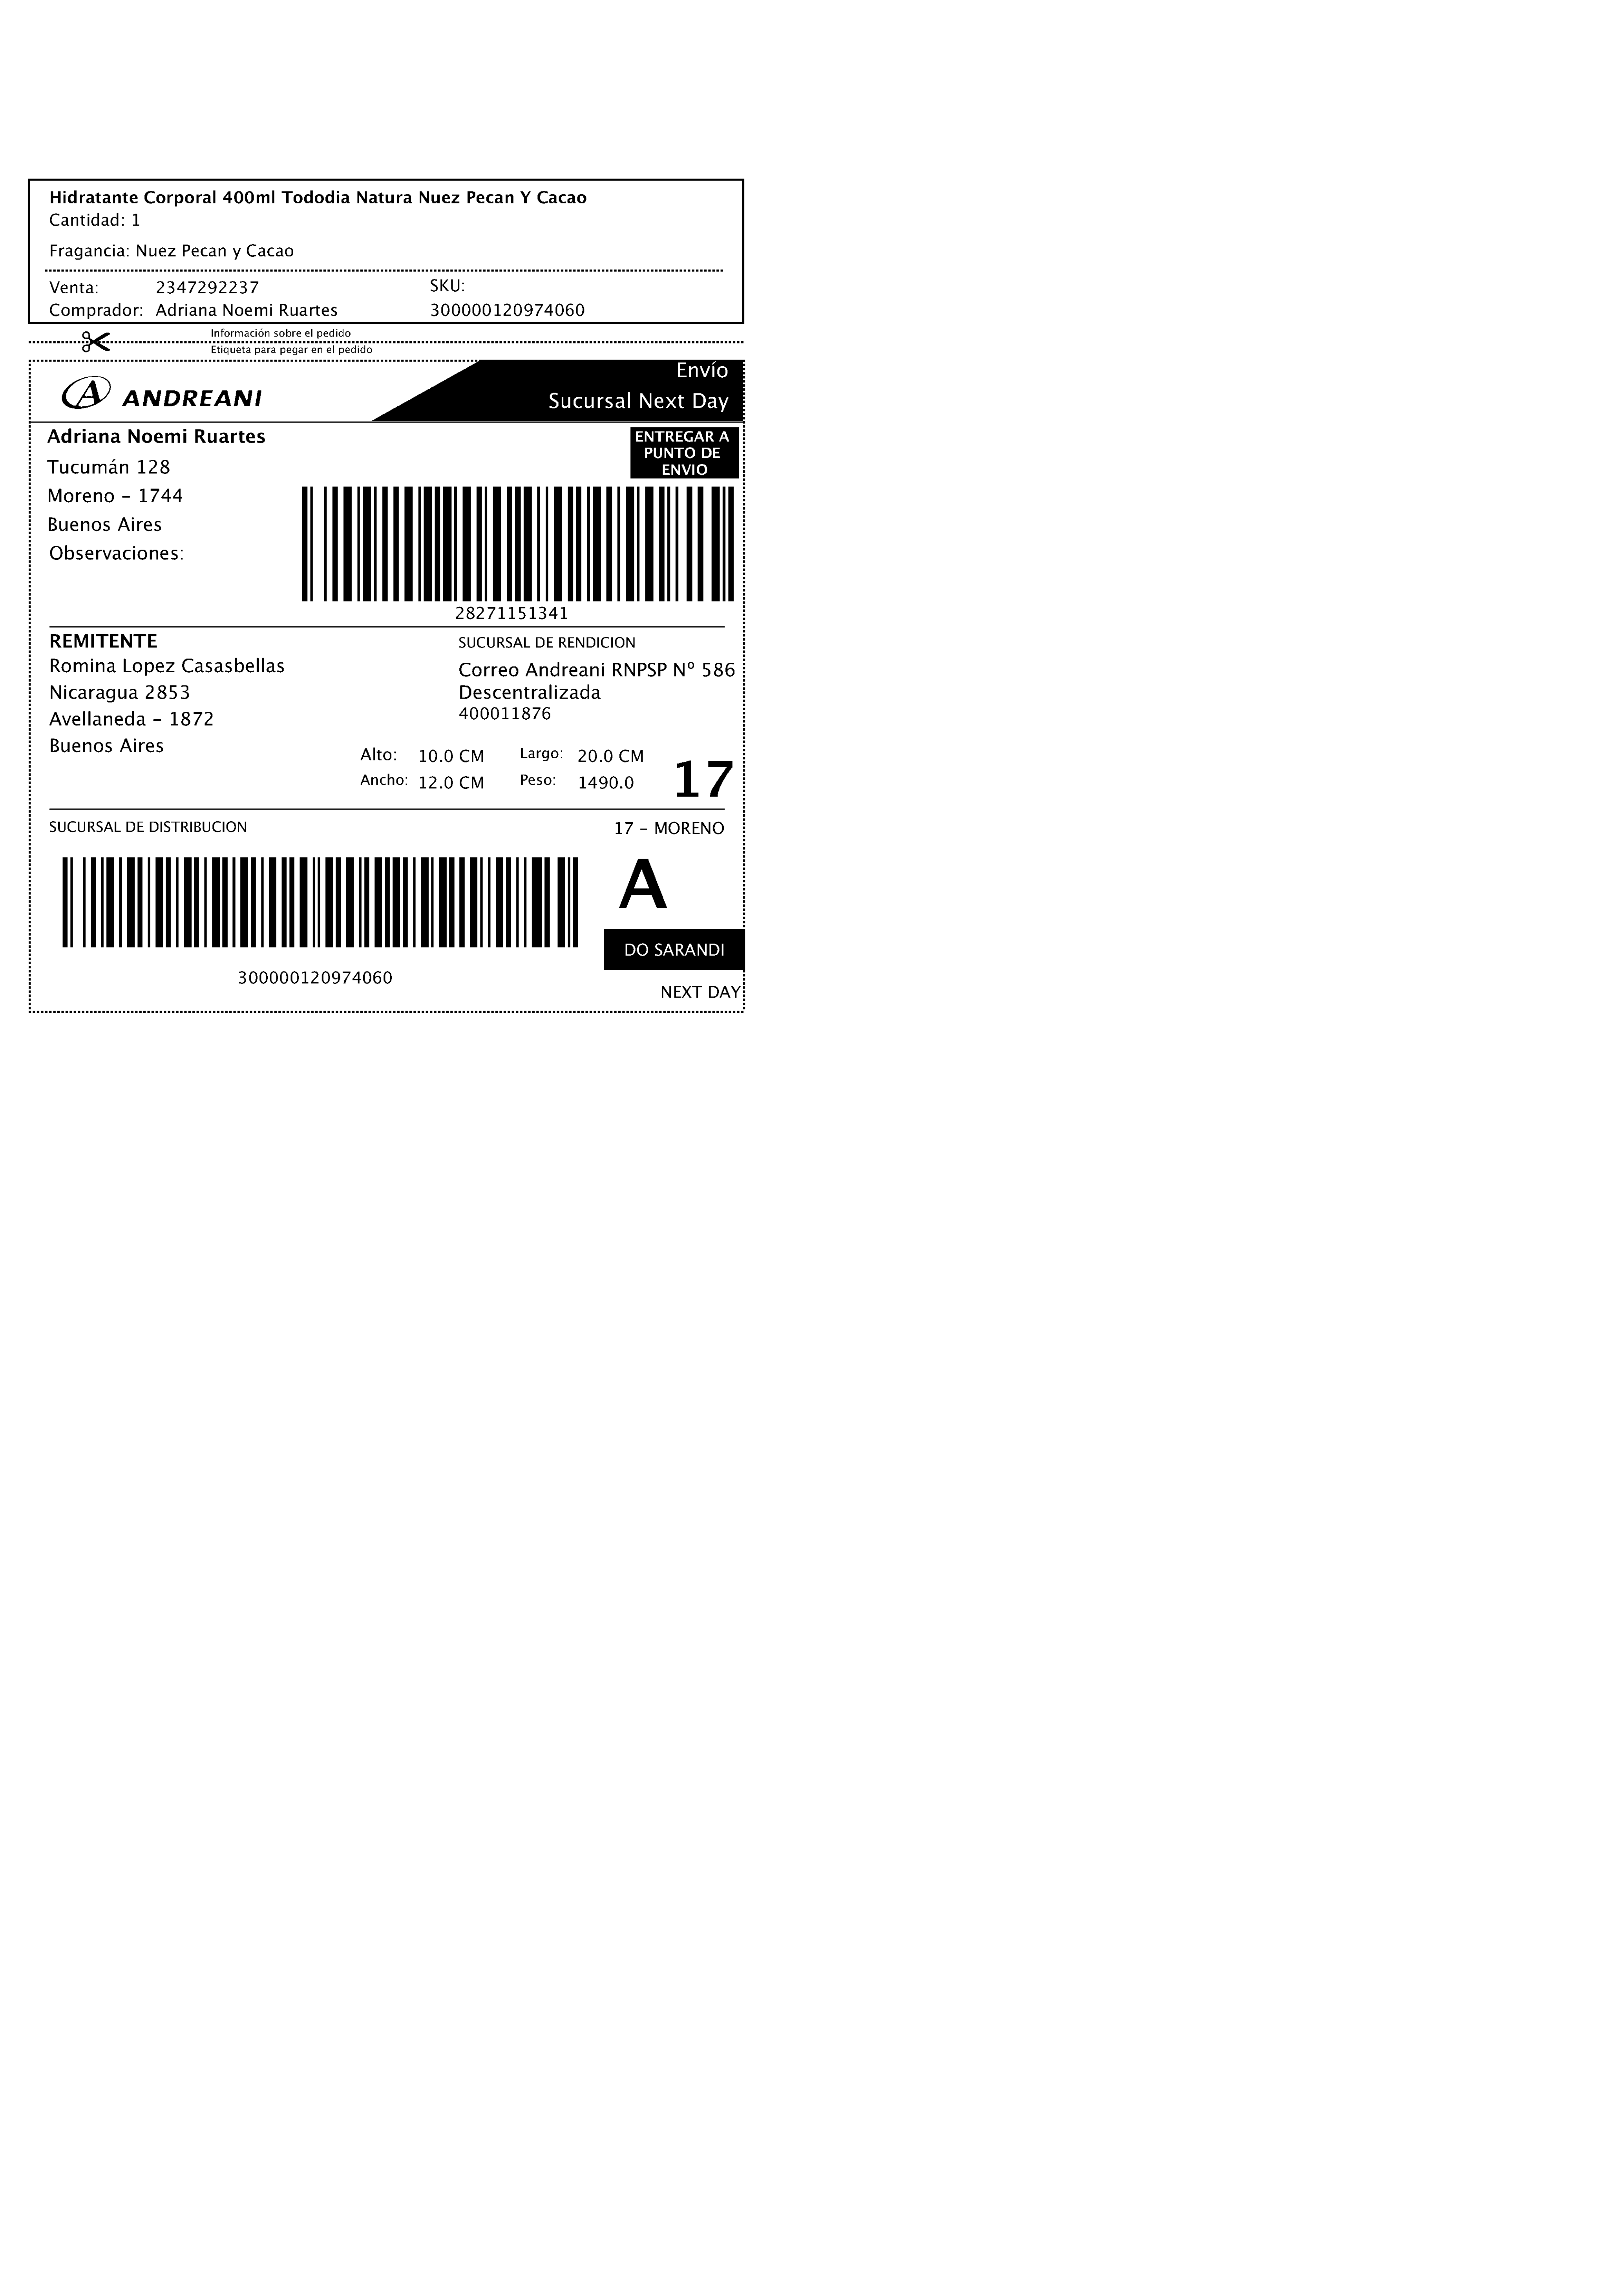 Hidratante Corporal 400ml Tododia Natura Nuez Pecan Y Cacao
Cantidad: 1
Fragancia: Nuez Pecan y Cacao
Venta: 2347292237 SKU:
Comprador: Adriana Noemi Ruartes 300000120974060
Información sobre el pedido
Etiqueta para pegar en el pedido
A ANDREANI
Envío
Sucursal Next Day
Adriana Noemi Ruartes
ENTREGAR A
PUNTO DE
ENVIO
Tucumán 128
Moreno - 1744
Buenos Aires
Observaciones:
28271151341
REMITENTE
Romina Lopez Casasbellas
Nicaragua 2853
Avellaneda - 1872
Buenos Aires
SUCURSAL DE RENDICION
Correo Andreani RNPSP Nº 586
Descentralizada
400011876
Alto: 10.0 CM Largo: 20.0 CM
Ancho: 12.0 CM Peso: 1490.0
17
SUCURSAL DE DISTRIBUCION 17 - MORENO
A
DO SARANDI
300000120974060
NEXT DAY